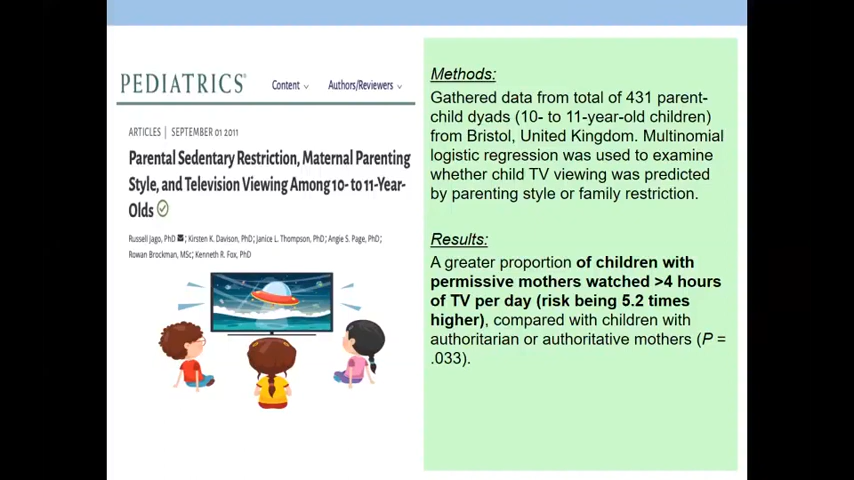 PEDIATRICS®
Content
Authors/Reviewers
ARTICLES | SEPTEMBER 01 2011
Parental Sedentary Restriction, Maternal Parenting
Style, and Television Viewing Among 10- to 11-Year-
Olds
Russell Jago, PhD; Kirsten K. Davison, PhD; Janice L. Thompson, PhD; Angie S. Page, PhD;
Rowan Brockman, MSc; Kenneth R. Fox, PhD
Methods:
Gathered data from total of 431 parent-
child dyads (10- to 11-year-old children)
from Bristol, United Kingdom. Multinomial
logistic regression was used to examine
whether child TV viewing was predicted
by parenting style or family restriction.
Results:
A greater proportion of children with
permissive mothers watched >4 hours
of TV per day (risk being 5.2 times
higher), compared with children with
authoritarian or authoritative mothers (P =
.033).